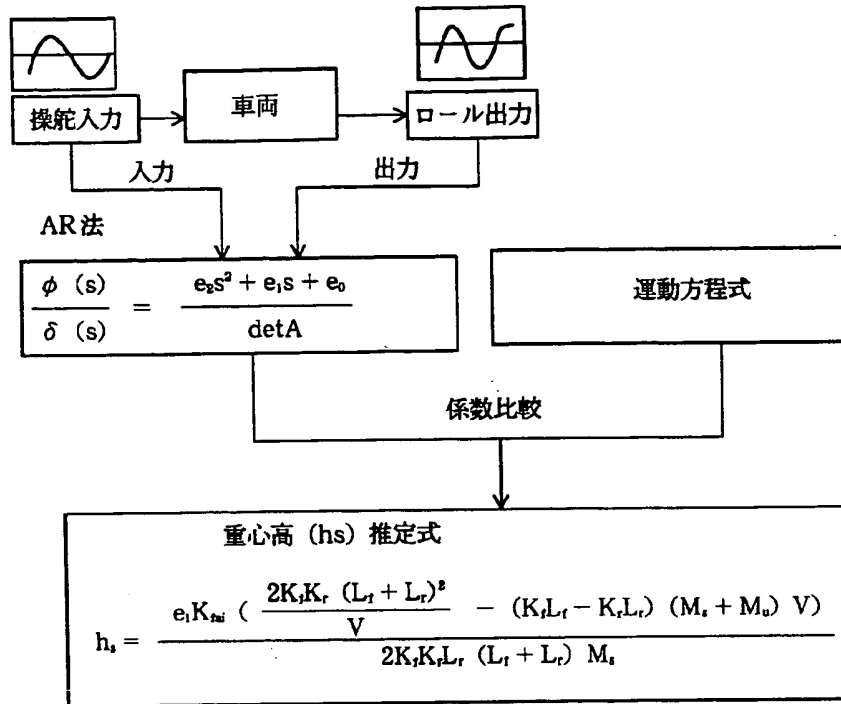 操舵入力
車両
ロール出力
入力
出力
AR法
φ (s) / δ (s) = e₂s² + e₁s + e₀ / detA
運動方程式
係数比較
重心高 (hs) 推定式
hₛ = e₁K_fai ( 2K_fK_r (L_f + L_r)² / V − (K_fL_f − K_rL_r) (Mₛ + Mᵤ) V) / 2K_fK_rL_r (L_f + L_r) Mₛ